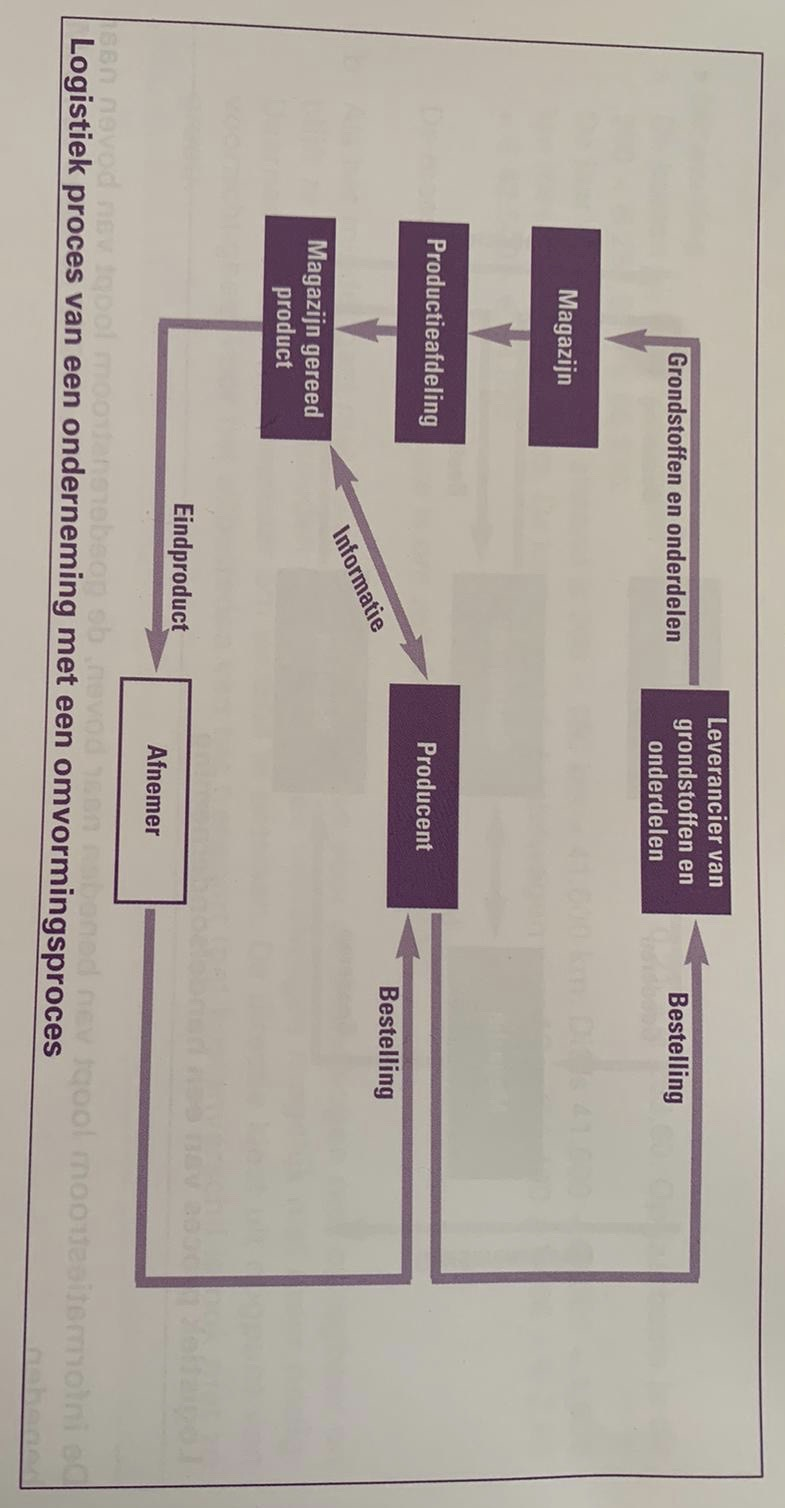 Leverancier van
grondstoffen en
onderdelen
Grondstoffen en onderdelen
Bestelling
Magazijn
Productieafdeling
Producent
Informatie
Bestelling
Magazijn gereed
product
Eindproduct
Afnemer
Logistiek proces van een onderneming met een omvormingsproces